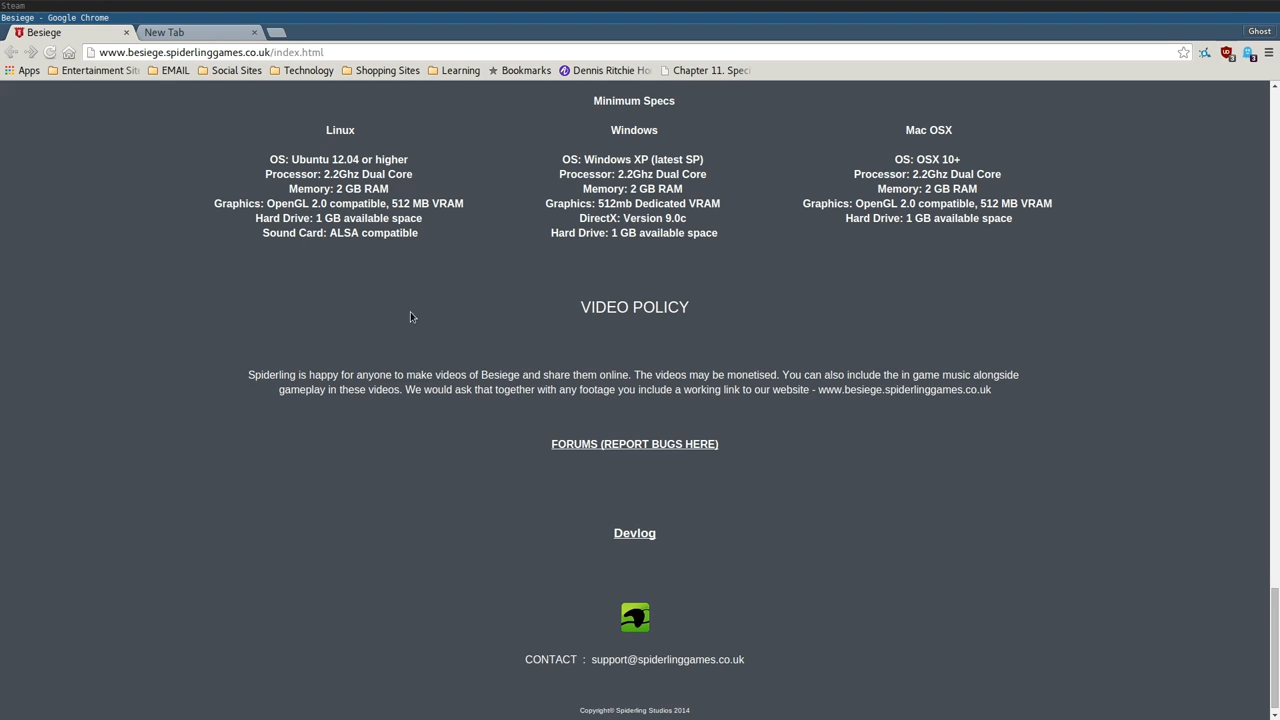 Steam
Besiege - Google Chrome
Besiege
New Tab
Ghost
www.besiege.spiderlinggames.co.uk/index.html
Apps
Entertainment Sit
EMAIL
Social Sites
Technology
Shopping Sites
Learning
Bookmarks
Dennis Ritchie Ho
Chapter 11. Speci
Minimum Specs
Linux
OS: Ubuntu 12.04 or higher
Processor: 2.2Ghz Dual Core
Memory: 2 GB RAM
Graphics: OpenGL 2.0 compatible, 512 MB VRAM
Hard Drive: 1 GB available space
Sound Card: ALSA compatible
Windows
OS: Windows XP (latest SP)
Processor: 2.2Ghz Dual Core
Memory: 2 GB RAM
Graphics: 512mb Dedicated VRAM
DirectX: Version 9.0c
Hard Drive: 1 GB available space
Mac OSX
OS: OSX 10+
Processor: 2.2Ghz Dual Core
Memory: 2 GB RAM
Graphics: OpenGL 2.0 compatible, 512 MB VRAM
Hard Drive: 1 GB available space
VIDEO POLICY
Spiderling is happy for anyone to make videos of Besiege and share them online. The videos may be monetised. You can also include the in game music alongside
gameplay in these videos. We would ask that together with any footage you include a working link to our website - www.besiege.spiderlinggames.co.uk
FORUMS (REPORT BUGS HERE)
Devlog
CONTACT : support@spiderlinggames.co.uk
Copyright© Spiderling Studios 2014